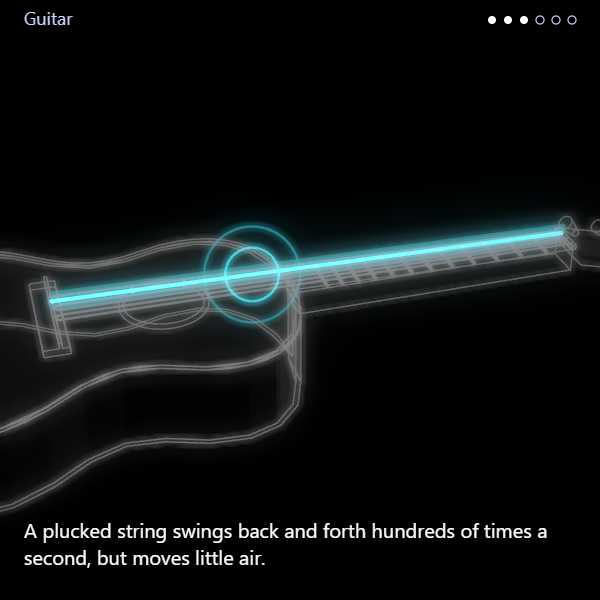 Guitar
A plucked string swings back and forth hundreds of times a
second, but moves little air.